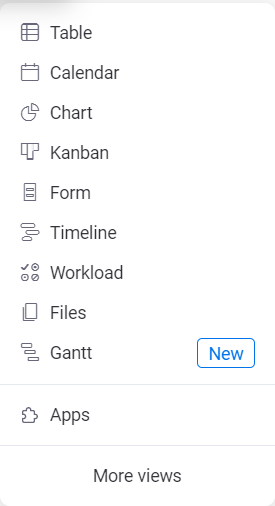 Table
Calendar
Chart
Kanban
Form
Timeline
Workload
Files
Gantt New
Apps
More views